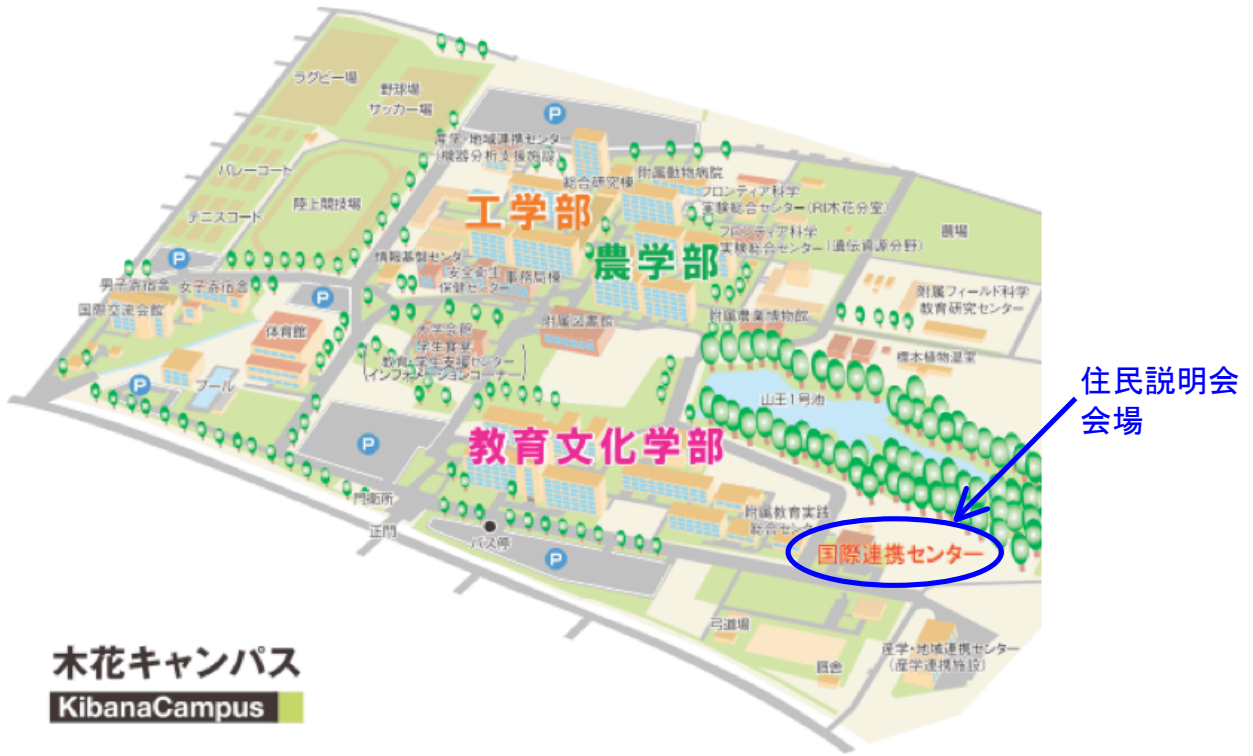 ラグビー場
野球場
サッカー場
P
産学・地域連携センター
(機器分析支援施設)
総合研究棟
附属動物病院
バレーコート
フロンティア科学
実験総合センター(RI木花分室)
テニスコート
陸上競技場
工学部
フロンティア科学
実験総合センター(遺伝資源分野)
農場
P
情報基盤センタ
農学部
安全衛生
保健センター
事務局棟
男子寄宿舎
女子寄宿舎
P
国際交流会館
附属フィールド科学
教育研究センター
体育館
附属図書館
附属農業博物館
大学会館
学生食堂
教育・学生支援センター
(インフォメーションコーナー)
標本植物温室
P
プール
山王1号池
住民説明会
会場
P
教育文化学部
門衛所
正門
バス停
P
附属教育実践
総合センタ
国際連携センター
弓道場
厩舎
産学・地域連携センター
(産学連携施設)
木花キャンパス
KibanaCampus